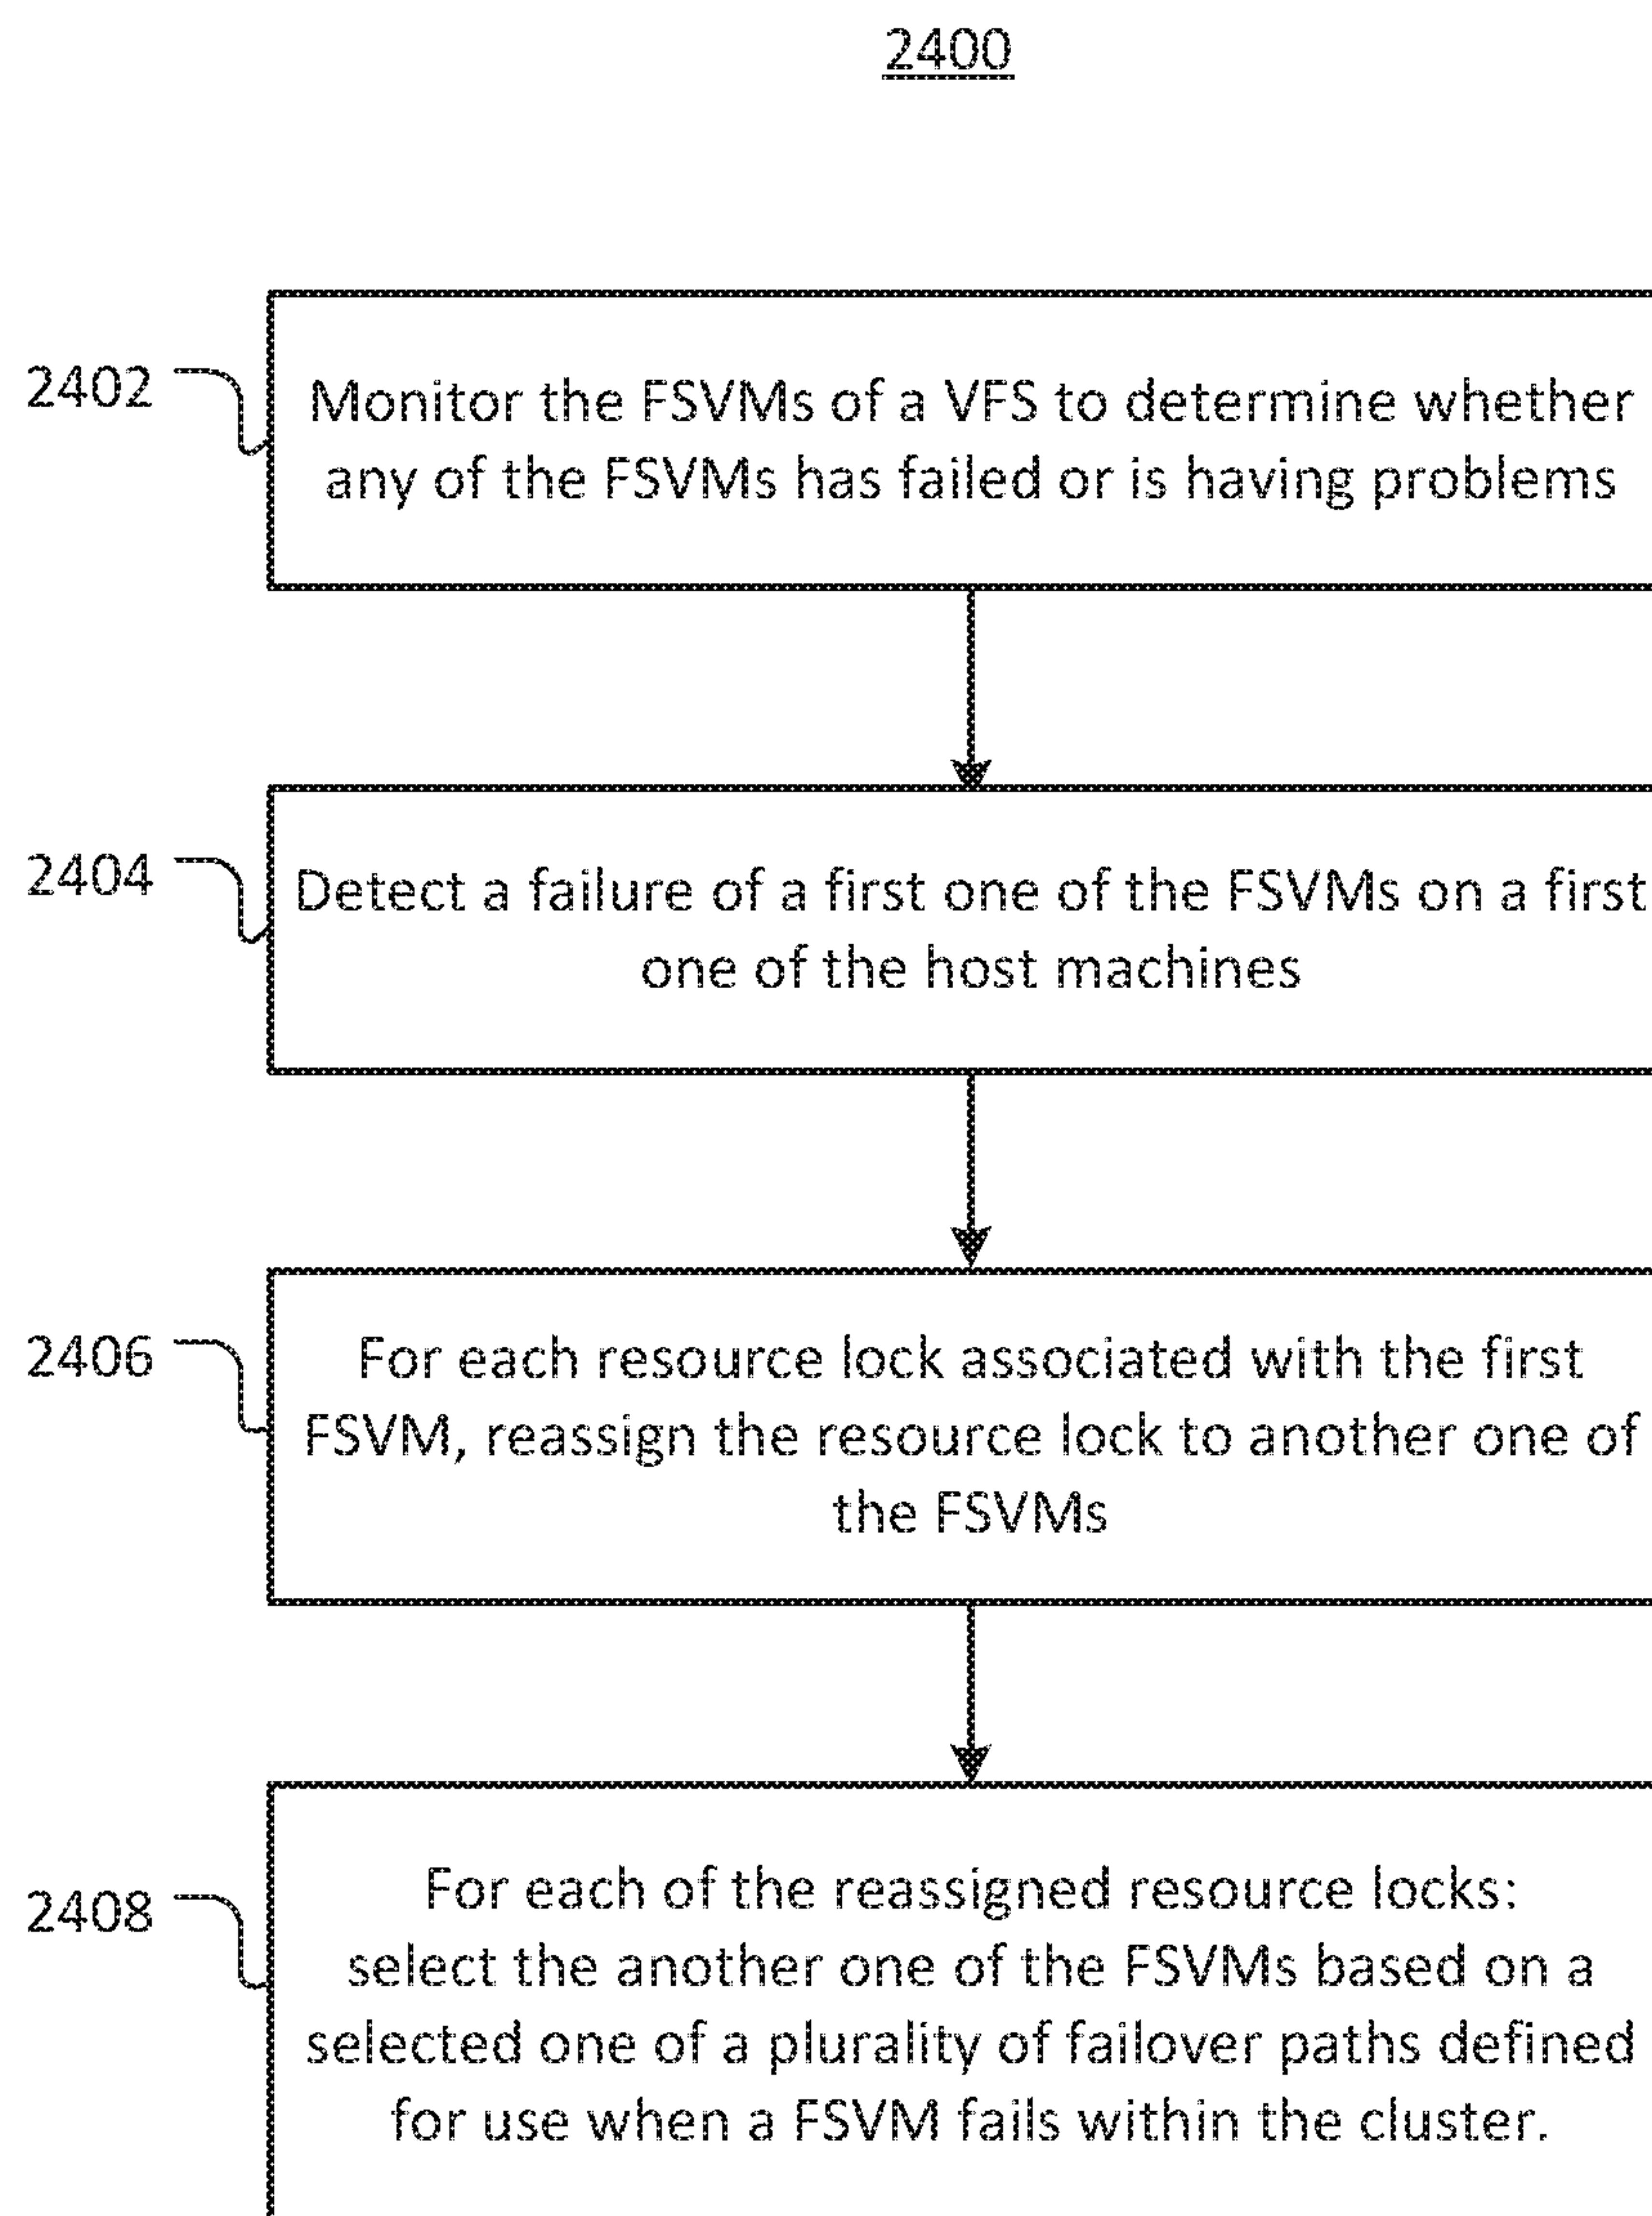 2400
2402
Monitor the FSVMs of a VFS to determine whether
any of the FSVMs has failed or is having problems
2404
Detect a failure of a first one of the FSVMs on a first
one of the host machines
2406
For each resource lock associated with the first
FSVM, reassign the resource lock to another one of
the FSVMs
2408
For each of the reassigned resource locks:
select the another one of the FSVMs based on a
selected one of a plurality of failover paths defined
for use when a FSVM fails within the cluster.